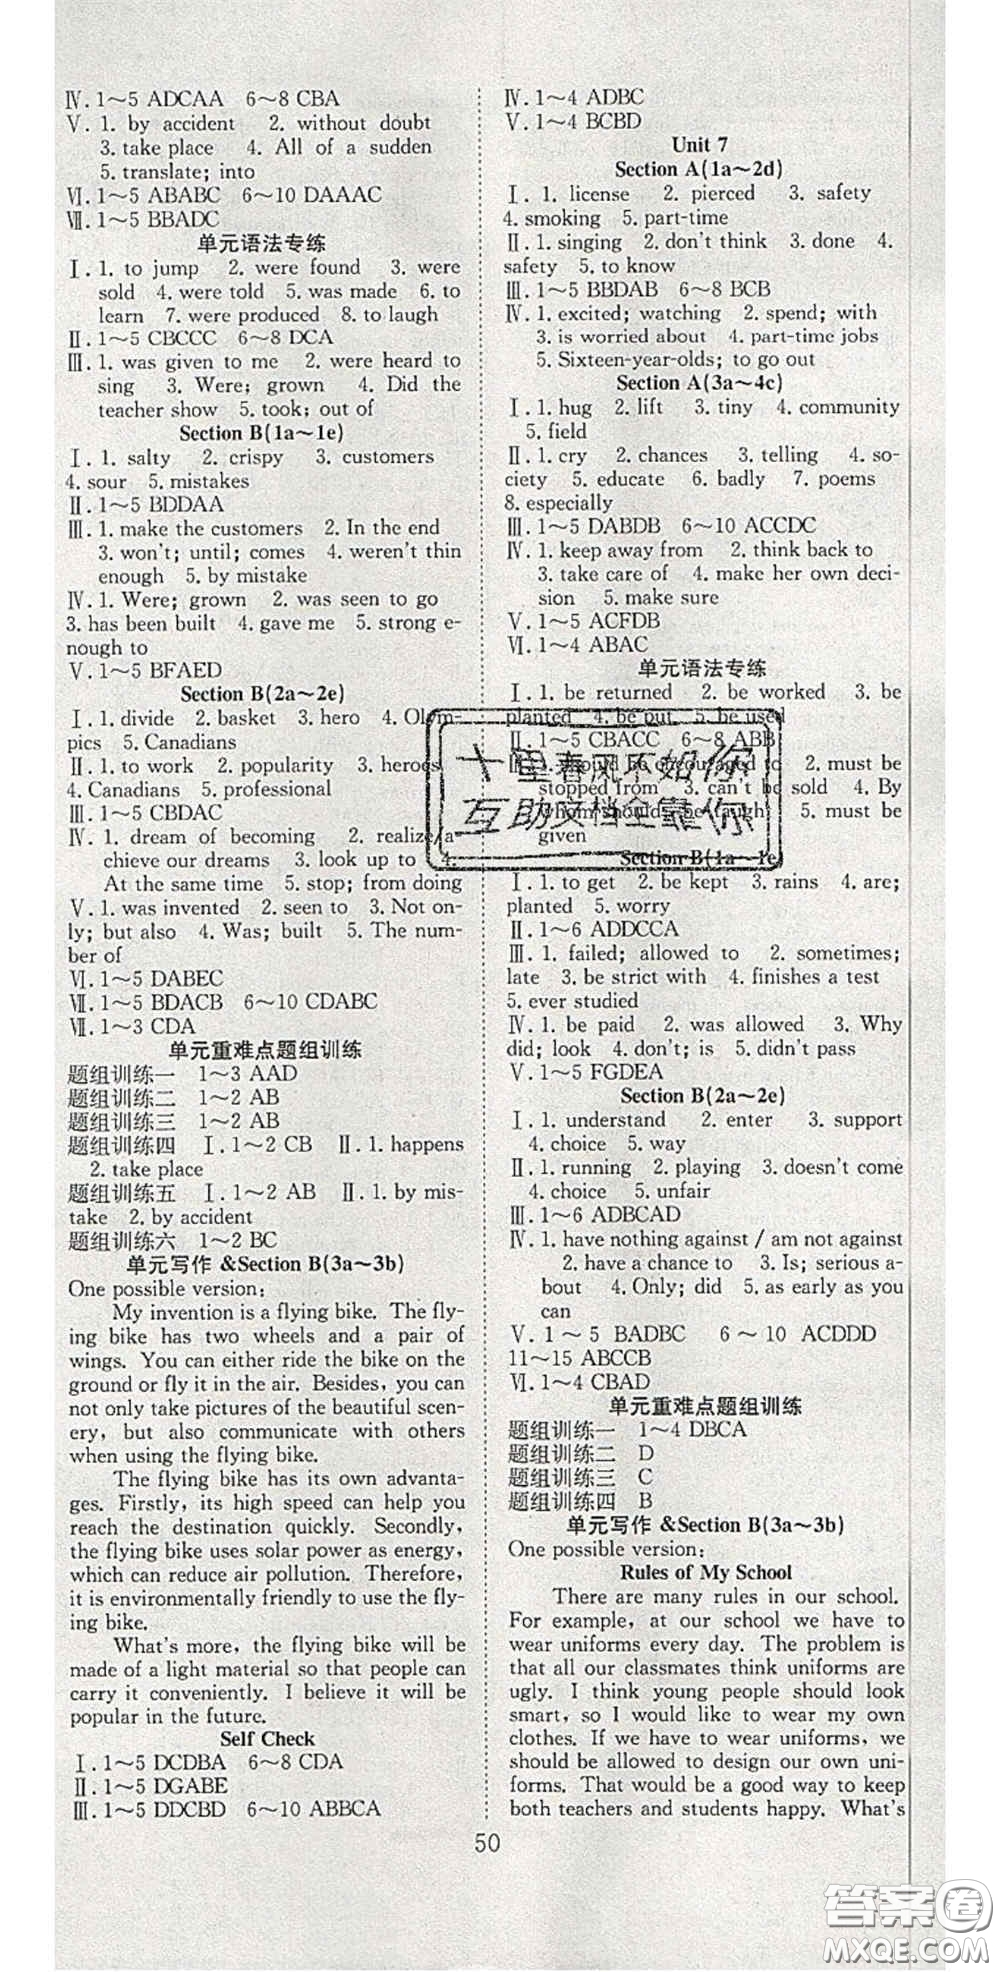 Ⅳ. 1～5 ADCAA  6～8 CBA
Ⅴ. 1. by accident  2. without doubt
3. take place  4. All of a sudden
5. translate; into
Ⅵ. 1～5 ABABC  6～10 DAAAC
Ⅶ. 1～5 BBADC
单元语法专练
Ⅰ. 1. to jump  2. were found  3. were
sold  4. were told  5. was made  6. to
learn  7. were produced  8. to laugh
Ⅱ. 1～5 CBCCC  6～8 DCA
Ⅲ. 1. was given to me  2. were heard to
sing  3. Were; grown  4. Did the
teacher show  5. took; out of
Section B(1a～1e)
Ⅰ. 1. salty  2. crispy  3. customers
4. sour  5. mistakes
Ⅱ. 1～5 BDDAA
Ⅲ. 1. make the customers  2. In the end
3. won't; until; comes  4. weren't thin
enough  5. by mistake
Ⅳ. 1. Were; grown  2. was seen to go
3. has been built  4. gave me  5. strong e-
nough to
Ⅴ. 1～5 BFAED
Section B(2a～2e)
Ⅰ. 1. divide  2. basket  3. hero  4. Olym-
pics  5. Canadians
Ⅱ. 1. to work  2. popularity  3. heroes
4. Canadians  5. professional
Ⅲ. 1～5 CBDAC
Ⅳ. 1. dream of becoming  2. realize/a-
chieve our dreams  3. look up to  4.
At the same time  5. stop; from doing
Ⅴ. 1. was invented  2. seen to  3. Not on-
ly; but also  4. Was; built  5. The num-
ber of
Ⅵ. 1～5 DABEC
Ⅶ. 1～5 BDACB  6～10 CDABC
Ⅷ. 1～3 CDA
单元重难点题组训练
题组训练一  1～3 AAD
题组训练二  1～2 AB
题组训练三  1～2 AB
题组训练四  Ⅰ. 1～2 CB  Ⅱ. 1. happens
2. take place
题组训练五  Ⅰ. 1～2 AB  Ⅱ. 1. by mis-
take  2. by accident
题组训练六  1～2 BC
单元写作 &Section B(3a～3b)
One possible version:
My invention is a flying bike. The fly-
ing bike has two wheels and a pair of
wings. You can either ride the bike on the
ground or fly it in the air. Besides, you can
not only take pictures of the beautiful scen-
ery, but also communicate with others
when using the flying bike.
The flying bike has its own advanta-
ges. Firstly, its high speed can help you
reach the destination quickly. Secondly,
the flying bike uses solar power as energy,
which can reduce air pollution. Therefore,
it is environmentally friendly to use the fly-
ing bike.
What's more, the flying bike will be
made of a light material so that people can
carry it conveniently. I believe it will be
popular in the future.
Self Check
Ⅰ. 1～5 DCDBA  6～8 CDA
Ⅱ. 1～5 DGABE
Ⅲ. 1～5 DDCBD  6～10 ABBCA
Ⅳ. 1～4 ADBC
Ⅴ. 1～4 BCBD
Unit 7
Section A(1a～2d)
Ⅰ. 1. license  2. pierced  3. safety
4. smoking  5. part-time
Ⅱ. 1. singing  2. don't think  3. done  4.
safety  5. to know
Ⅲ. 1～5 BBDAB  6～8 BCB
Ⅳ. 1. excited; watching  2. spend; with
3. is worried about  4. part-time jobs
5. Sixteen-year-olds; to go out
Section A(3a～4c)
Ⅰ. 1. hug  2. lift  3. tiny  4. community
5. field
Ⅱ. 1. cry  2. chances  3. telling  4. so-
ciety  5. educate  6. badly  7. poems
8. especially
Ⅲ. 1～5 DABDB  6～10 ACCDC
Ⅳ. 1. keep away from  2. think back to
3. take care of  4. make her own deci-
sion  5. make sure
Ⅴ. 1～5 ACFDB
Ⅵ. 1～4 ABAC
单元语法专练
Ⅰ. 1. be returned  2. be worked  3. be
planted  4. be put  5. be used
Ⅱ. 1～5 CBACC  6～8 ABB
Ⅲ. 1. should be encouraged to  2. must be
stopped from  3. can't be sold  4. By
whom should; be taught  5. must be
given
Section B(1a～1e)
Ⅰ. 1. to get  2. be kept  3. rains  4. are;
planted  5. worry
Ⅱ. 1～6 ADDCCA
Ⅲ. 1. failed; allowed to  2. sometimes;
late  3. be strict with  4. finishes a test
5. ever studied
Ⅳ. 1. be paid  2. was allowed  3. Why
did; look  4. don't; is  5. didn't pass
Ⅴ. 1～5 FGDEA
Section B(2a～2e)
Ⅰ. 1. understand  2. enter  3. support
4. choice  5. way
Ⅱ. 1. running  2. playing  3. doesn't come
4. choice  5. unfair
Ⅲ. 1～6 ADBCAD
Ⅳ. 1. have nothing against / am not against
2. have a chance to  3. Is; serious a-
bout  4. Only; did  5. as early as you
can
Ⅴ. 1～5 BADBC  6～10 ACDDD
11～15 ABCCB
Ⅵ. 1～4 CBAD
单元重难点题组训练
题组训练一  1～4 DBCA
题组训练二  D
题组训练三  C
题组训练四  B
单元写作 &Section B(3a～3b)
One possible version:
Rules of My School
There are many rules in our school.
For example, at our school we have to
wear uniforms every day. The problem is
that all our classmates think uniforms are
ugly. I think young people should look
smart, so I would like to wear my own
clothes. If we have to wear uniforms, we
should be allowed to design our own uni-
forms. That would be a good way to keep
both teachers and students happy. What's
十里春风不如你
互助文档全靠你
50
答案圈
MXQE.COM